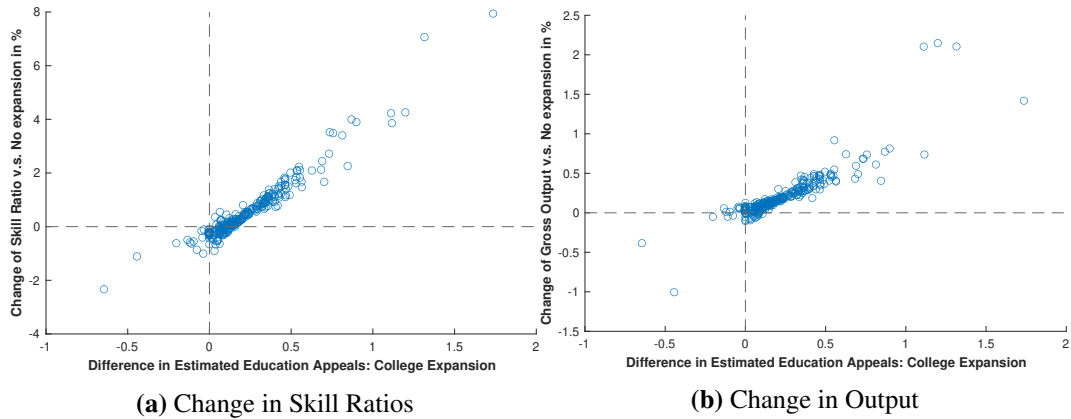 8
6
4
2
0
-2
-4
Change of Skill Ratio v.s. No expansion in %
-1 -0.5 0 0.5 1 1.5 2
Difference in Estimated Education Appeals: College Expansion
(a) Change in Skill Ratios
2.5
2
1.5
1
0.5
0
-0.5
-1
-1.5
Change of Gross Output v.s. No expansion in %
-1 -0.5 0 0.5 1 1.5 2
Difference in Estimated Education Appeals: College Expansion
(b) Change in Output